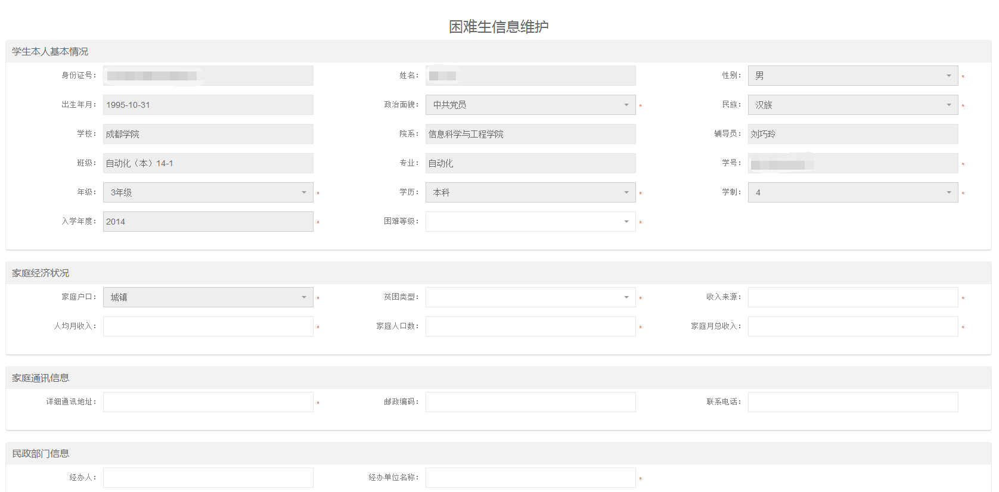 困难生信息维护
学生本人基本情况
身份证号： 姓名： 性别： 男 *
出生年月： 1995-10-31 政治面貌： 中共党员 * 民族： 汉族 *
学校： 成都学院 院系： 信息科学与工程学院 辅导员： 刘巧玲
班级： 自动化（本）14-1 专业： 自动化 学号： *
年级： 3年级 * 学历： 本科 * 学制： 4 *
入学年度： 2014 * 困难等级： *
家庭经济状况
家庭户口： 城镇 * 贫困类型： * 收入来源： *
人均月收入： * 家庭人口数： * 家庭月总收入： *
家庭通讯信息
详细通讯地址： * 邮政编码： 联系电话：
民政部门信息
经办人： 经办单位名称： *